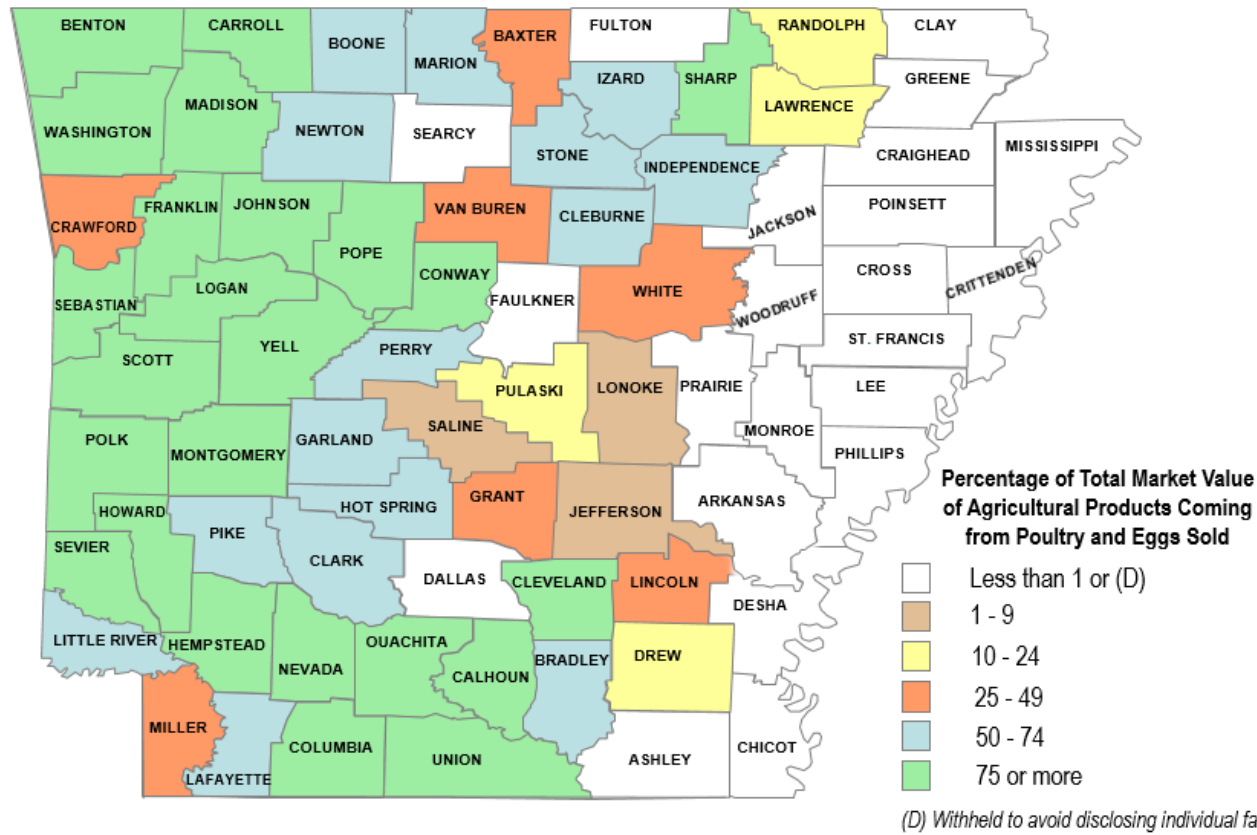 BENTON
CARROLL
BOONE
MARION
BAXTER
FULTON
RANDOLPH
CLAY
IZARD
SHARP
GREENE
LAWRENCE
WASHINGTON
MADISON
NEWTON
SEARCY
STONE
INDEPENDENCE
CRAIGHEAD
MISSISSIPPI
CRAWFORD
FRANKLIN
JOHNSON
POPE
VAN BUREN
CLEBURNE
JACKSON
POINSETT
SEBASTIAN
LOGAN
CONWAY
FAULKNER
WHITE
WOODRUFF
CROSS
CRITTENDEN
SCOTT
YELL
PERRY
PULASKI
LONOKE
PRAIRIE
ST. FRANCIS
LEE
POLK
MONTGOMERY
GARLAND
SALINE
MONROE
PHILLIPS
HOWARD
HOT SPRING
GRANT
JEFFERSON
ARKANSAS
SEVIER
PIKE
CLARK
DALLAS
CLEVELAND
LINCOLN
DESHA
LITTLE RIVER
HEMPSTEAD
NEVADA
OUACHITA
CALHOUN
BRADLEY
DREW
MILLER
LAFAYETTE
COLUMBIA
UNION
ASHLEY
CHICOT
Percentage of Total Market Value
of Agricultural Products Coming
from Poultry and Eggs Sold
Less than 1 or (D)
1 - 9
10 - 24
25 - 49
50 - 74
75 or more
(D) Withheld to avoid disclosing individual fa